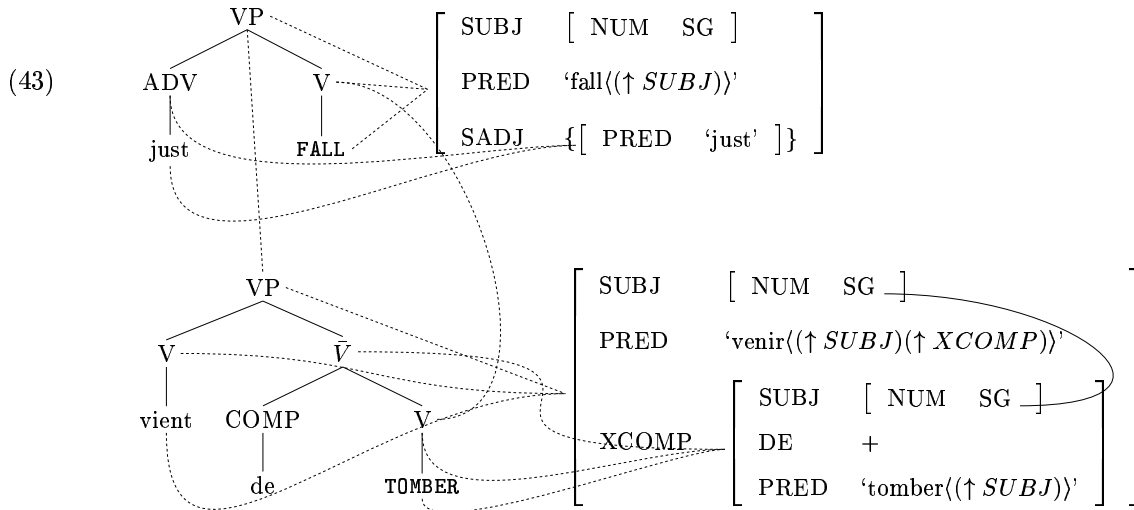 VP
SUBJ [ NUM SG ]
(43) ADV V PRED ‘fall⟨(↑ SUBJ)⟩’
just FALL SADJ {[ PRED ‘just’ ]}
VP
SUBJ [ NUM SG ]
V V̄ PRED ‘venir⟨(↑ SUBJ)(↑ XCOMP)⟩’
SUBJ [ NUM SG ]
vient COMP V
XCOMP DE +
de TOMBER PRED ‘tomber⟨(↑ SUBJ)⟩’